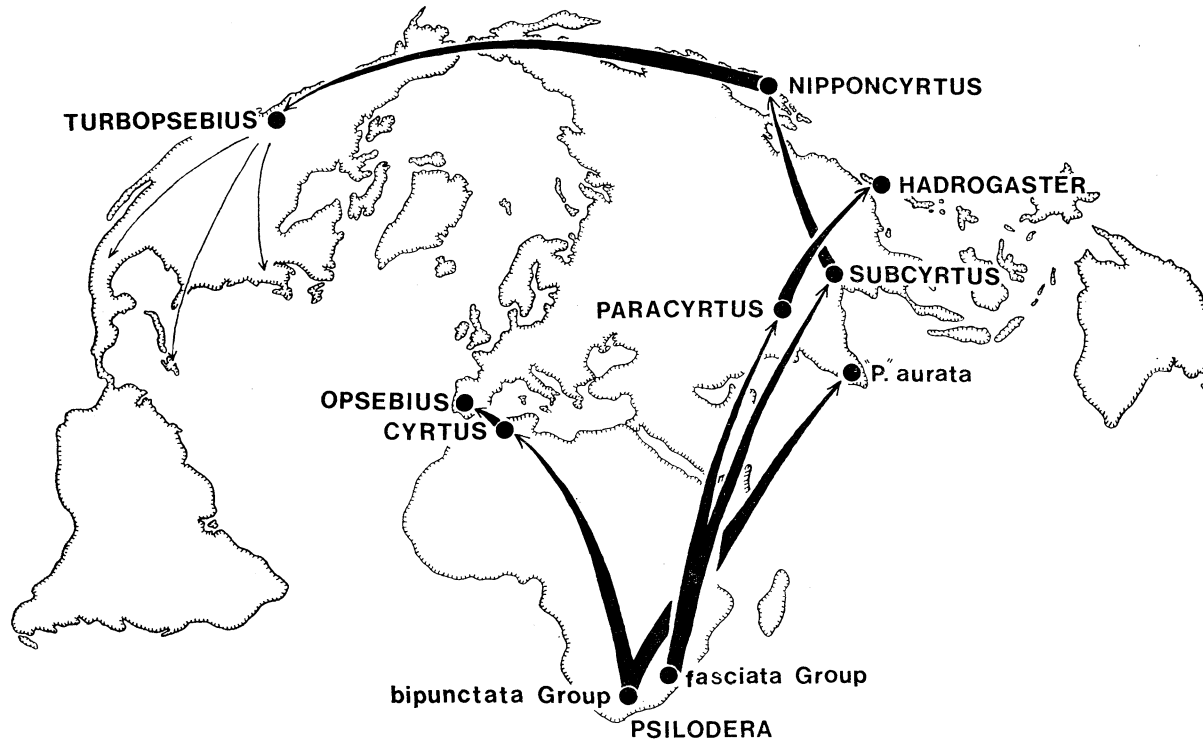 NIPPONCYRTUS
TURBOPSEBIUS
HADROGASTER
SUBCYRTUS
PARACYRTUS
"P." aurata
OPSEBIUS
CYRTUS
fasciata Group
bipunctata Group
PSILODERA